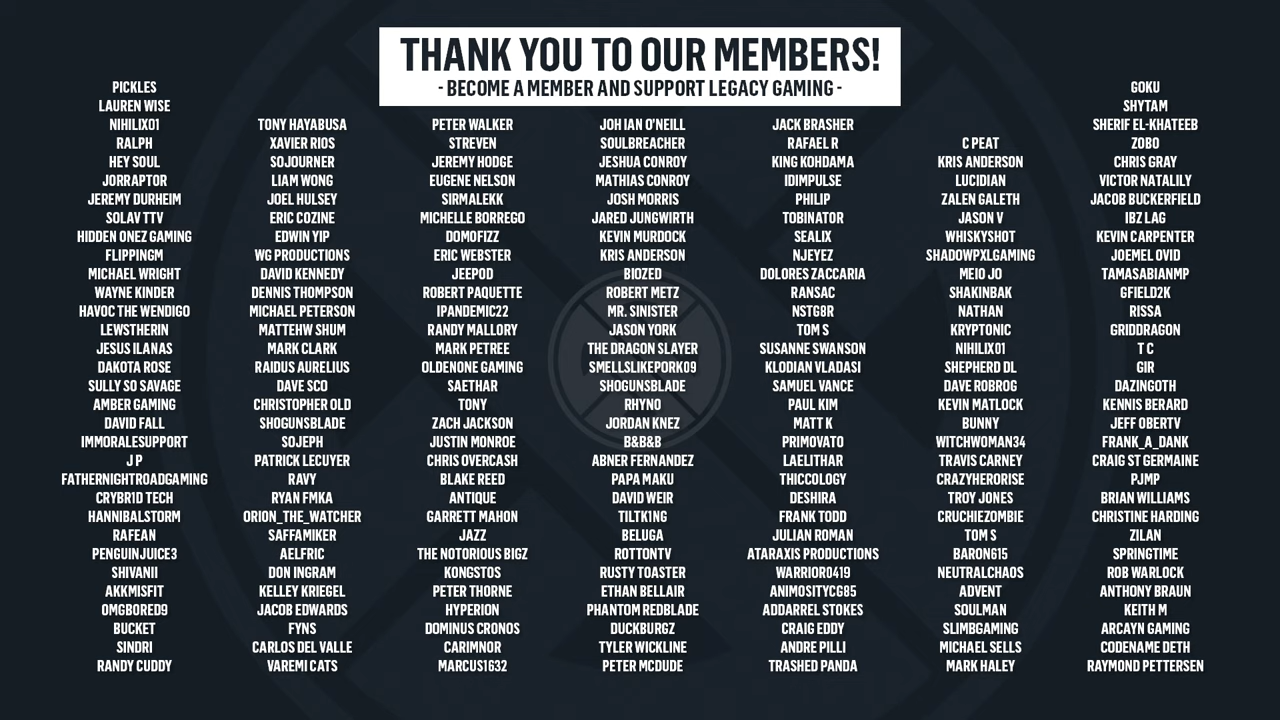 THANK YOU TO OUR MEMBERS!
- BECOME A MEMBER AND SUPPORT LEGACY GAMING -
PICKLES
LAUREN WISE
NIHILIX01
RALPH
HEY SOUL
JORRAPTOR
JEREMY DURHEIM
SOLAV TTV
HIDDEN ONEZ GAMING
FLIPPINGM
MICHAEL WRIGHT
WAYNE KINDER
HAVOC THE WENDIGO
LEWSTHERIN
JESUS ILANAS
DAKOTA ROSE
SULLY SO SAVAGE
AMBER GAMING
DAVID FALL
IMMORALESUPPORT
J P
FATHERNIGHTROADGAMING
CRYBR1D TECH
HANNIBALSTORM
RAFEAN
PENGUINJUICE3
SHIVANII
AKKMISFIT
OMGBORED9
BUCKET
SINDRI
RANDY CUDDY
TONY HAYABUSA
XAVIER RIOS
SOJOURNER
LIAM WONG
JOEL HULSEY
ERIC COZINE
EDWIN YIP
WG PRODUCTIONS
DAVID KENNEDY
DENNIS THOMPSON
MICHAEL PETERSON
MATTEHW SHUM
MARK CLARK
RAIDUS AURELIUS
DAVE SCO
CHRISTOPHER OLD
SHOGUNSBLADE
SOJEPH
PATRICK LECUYER
RAVY
RYAN FMKA
ORION_THE_WATCHER
SAFFAMIKER
AELFRIC
DON INGRAM
KELLEY KRIEGEL
JACOB EDWARDS
FYNS
CARLOS DEL VALLE
VAREMI CATS
PETER WALKER
STREVEN
JEREMY HODGE
EUGENE NELSON
SIRMALEKK
MICHELLE BORREGO
DOMOFIZZ
ERIC WEBSTER
JEEPOD
ROBERT PAQUETTE
IPANDEMIC22
RANDY MALLORY
MARK PETREE
OLDENONE GAMING
SAETHAR
TONY
ZACH JACKSON
JUSTIN MONROE
CHRIS OVERCASH
BLAKE REED
ANTIQUE
GARRETT MAHON
JAZZ
THE NOTORIOUS BIGZ
KONGSTOS
PETER THORNE
HYPERION
DOMINUS CRONOS
CARIMNOR
MARCUS1632
JOH IAN O'NEILL
SOULBREACHER
JESHUA CONROY
MATHIAS CONROY
JOSH MORRIS
JARED JUNGWIRTH
KEVIN MURDOCK
KRIS ANDERSON
BIOZED
ROBERT METZ
MR. SINISTER
JASON YORK
THE DRAGON SLAYER
SMELLSLIKEPORK09
SHOGUNSBLADE
RHYNO
JORDAN KNEZ
B&B&B
ABNER FERNANDEZ
PAPA MAKU
DAVID WEIR
TILTK1NG
BELUGA
ROTTONTV
RUSTY TOASTER
ETHAN BELLAIR
PHANTOM REDBLADE
DUCKBURGZ
TYLER WICKLINE
PETER MCDUDE
JACK BRASHER
RAFAEL R
KING KOHDAMA
IDIMPULSE
PHILIP
TOBINATOR
SEALIX
NJEYEZ
DOLORES ZACCARIA
RANSAC
NSTG8R
TOM S
SUSANNE SWANSON
KLODIAN VLADASI
SAMUEL VANCE
PAUL KIM
MATT K
PRIMOVATO
LAELITHAR
THICCOLOGY
DESHIRA
FRANK TODD
JULIAN ROMAN
ATARAXIS PRODUCTIONS
WARRIOR0419
ANIMOSITYCG85
ADDARREL STOKES
CRAIG EDDY
ANDRE PILLI
TRASHED PANDA
C PEAT
KRIS ANDERSON
LUCIDIAN
ZALEN GALETH
JASON V
WHISKYSHOT
SHADOWPXLGAMING
MEIO JO
SHAKINBAK
NATHAN
KRYPTONIC
NIHILIX01
SHEPHERD DL
DAVE ROBROG
KEVIN MATLOCK
BUNNY
WITCHWOMAN34
TRAVIS CARNEY
CRAZYHERORISE
TROY JONES
CRUCHIEZOMBIE
TOM S
BARON615
NEUTRALCHAOS
ADVENT
SOULMAN
SLIMBGAMING
MICHAEL SELLS
MARK HALEY
GOKU
SHYTAM
SHERIF EL-KHATEEB
ZOBO
CHRIS GRAY
VICTOR NATALILY
JACOB BUCKERFIELD
IBZ LAG
KEVIN CARPENTER
JOEMEL OVID
TAMASABIANMP
GFIELD2K
RISSA
GRIDDRAGON
T C
GIR
DAZINGOTH
KENNIS BERARD
JEFF OBERTV
FRANK_A_DANK
CRAIG ST GERMAINE
PJMP
BRIAN WILLIAMS
CHRISTINE HARDING
ZILAN
SPRINGTIME
ROB WARLOCK
ANTHONY BRAUN
KEITH M
ARCAYN GAMING
CODENAME DETH
RAYMOND PETTERSEN